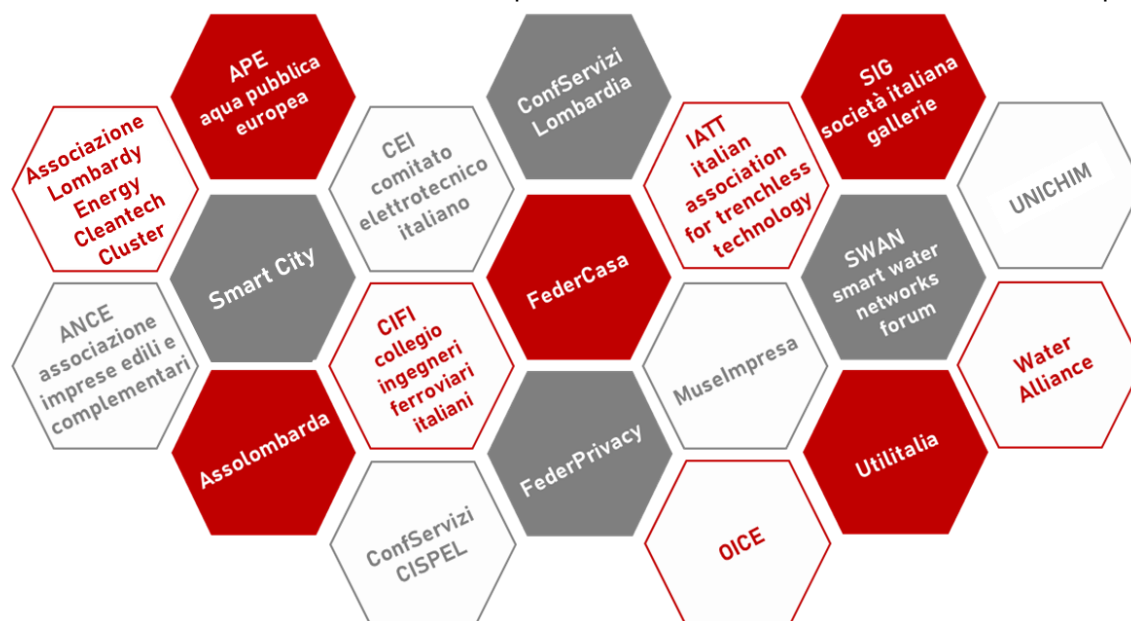 APE
aqua pubblica
europea
ConfServizi
Lombardia
SIG
società italiana
gallerie
Associazione
Lombardy
Energy
Cleantech
Cluster
CEI
comitato
elettrotecnico
italiano
IATT
italian
association
for trenchless
technology
UNICHIM
Smart City
FederCasa
SWAN
smart water
networks
forum
ANCE
associazione
imprese edili e
complementari
CIFI
collegio
ingegneri
ferroviari
italiani
MuseImpresa
Water
Alliance
Assolombarda
FederPrivacy
Utilitalia
ConfServizi
CISPEL
OICE